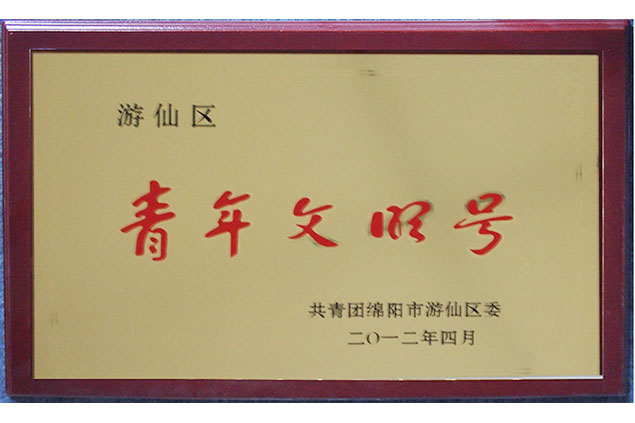 游仙区
青年文明号
共青团绵阳市游仙区委
二〇一二年四月